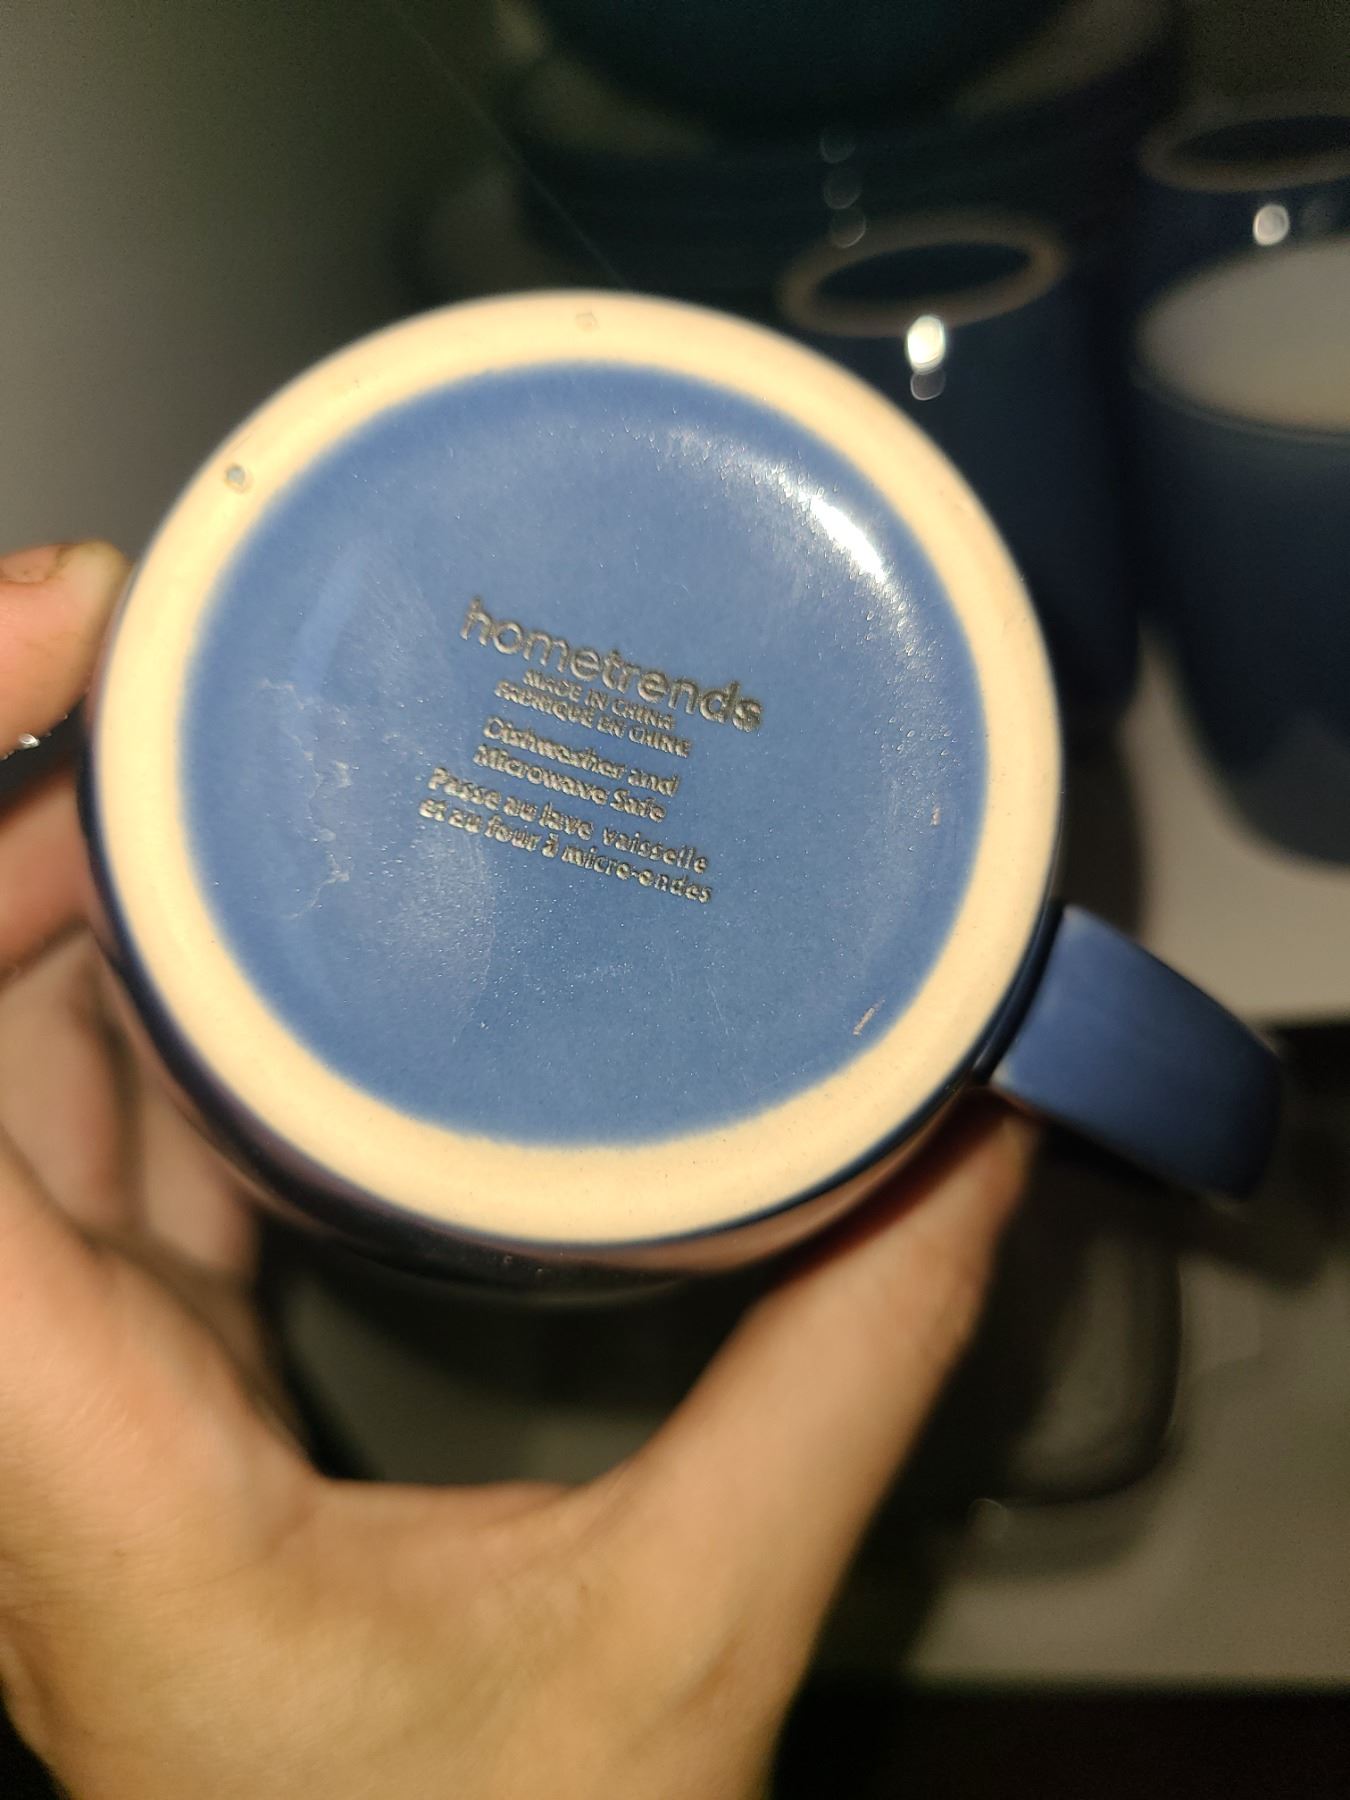 hometrends
MADE IN CHINA
FABRIQUÉ EN CHINE
Dishwasher and
Microwave Safe
Passe au lave vaisselle
et au four à micro-ondes